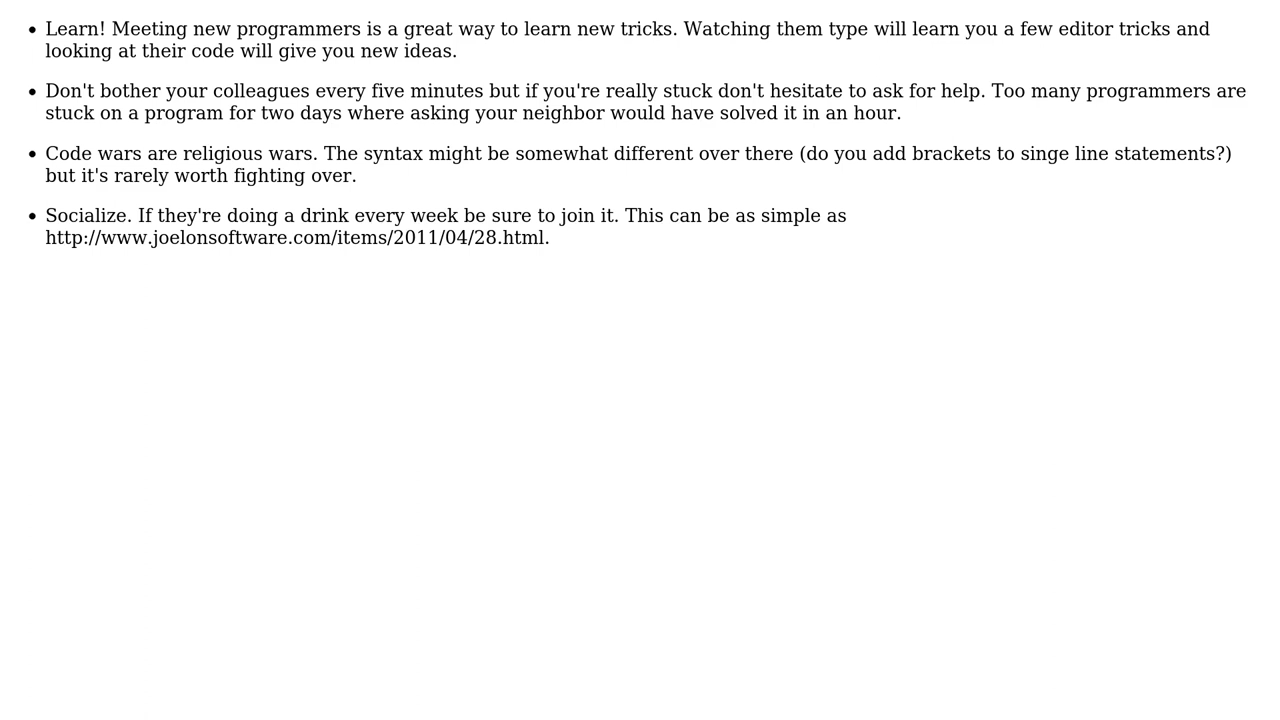 • Learn! Meeting new programmers is a great way to learn new tricks. Watching them type will learn you a few editor tricks and
looking at their code will give you new ideas.
• Don't bother your colleagues every five minutes but if you're really stuck don't hesitate to ask for help. Too many programmers are
stuck on a program for two days where asking your neighbor would have solved it in an hour.
• Code wars are religious wars. The syntax might be somewhat different over there (do you add brackets to singe line statements?)
but it's rarely worth fighting over.
• Socialize. If they're doing a drink every week be sure to join it. This can be as simple as
http://www.joelonsoftware.com/items/2011/04/28.html.